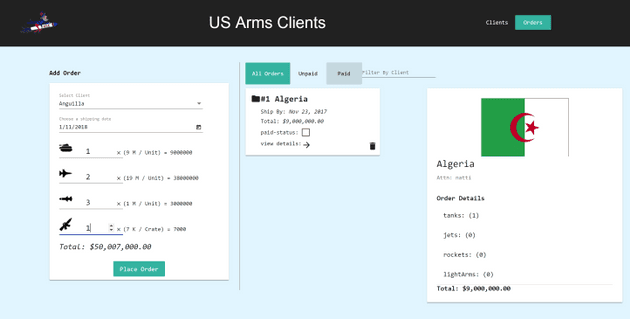 US Arms Clients
Clients
Orders
Add Order
Select Client
Anguilla
Choose a shipping date
1/11/2018
1 × (9 M / Unit) = 9000000
2 × (19 M / Unit) = 38000000
3 × (1 M / Unit) = 3000000
1 × (7 K / Crate) = 7000
Total: $50,007,000.00
Place Order
All Orders
Unpaid
Paid
Filter By Client
#1 Algeria
Ship By: Nov 23, 2017
Total: $9,000,000.00
paid-status:
view details:
Algeria
Attn: netti
Order Details
tanks: (1)
jets: (0)
rockets: (0)
lightArms: (0)
Total: $9,000,000.00